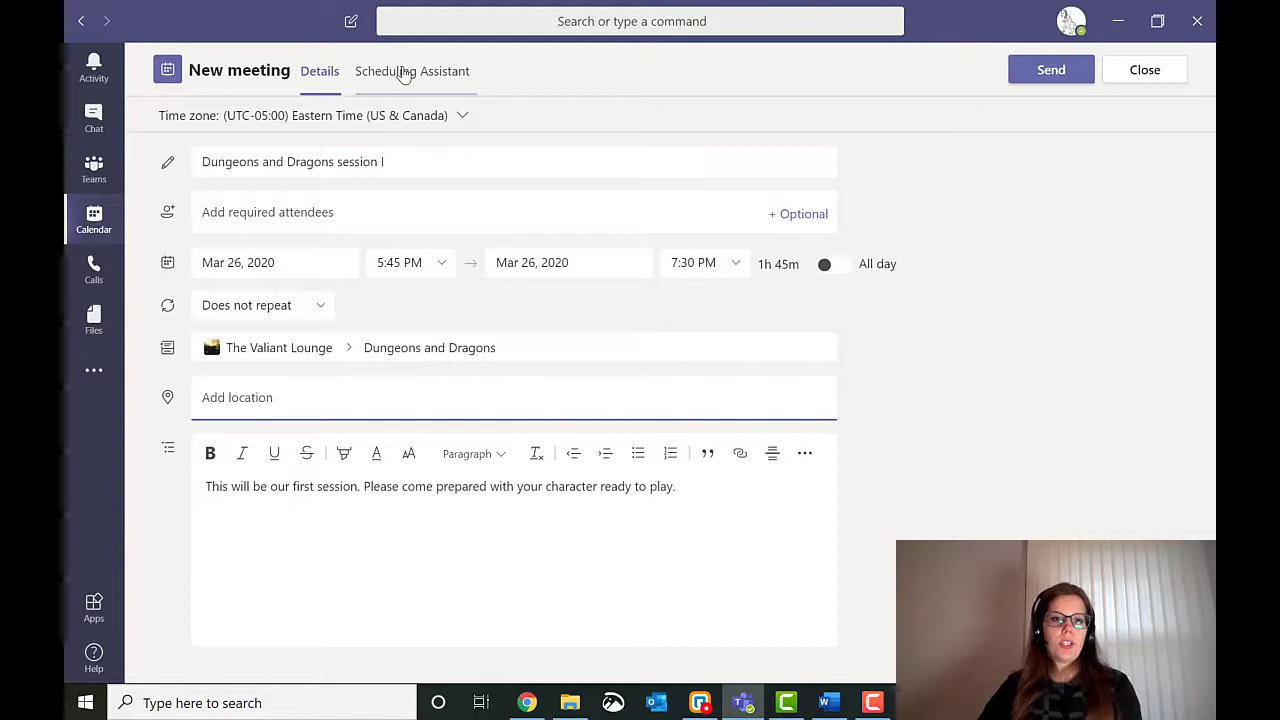 Search or type a command
Activity
Chat
Teams
Calendar
Calls
Files
Apps
Help
New meeting
Details
Scheduling Assistant
Send
Close
Time zone: (UTC-05:00) Eastern Time (US & Canada)
Dungeons and Dragons session I
Add required attendees
+ Optional
Mar 26, 2020
5:45 PM
Mar 26, 2020
7:30 PM
1h 45m
All day
Does not repeat
The Valiant Lounge > Dungeons and Dragons
Add location
B I U S A AA Paragraph Tx
This will be our first session. Please come prepared with your character ready to play.
Type here to search